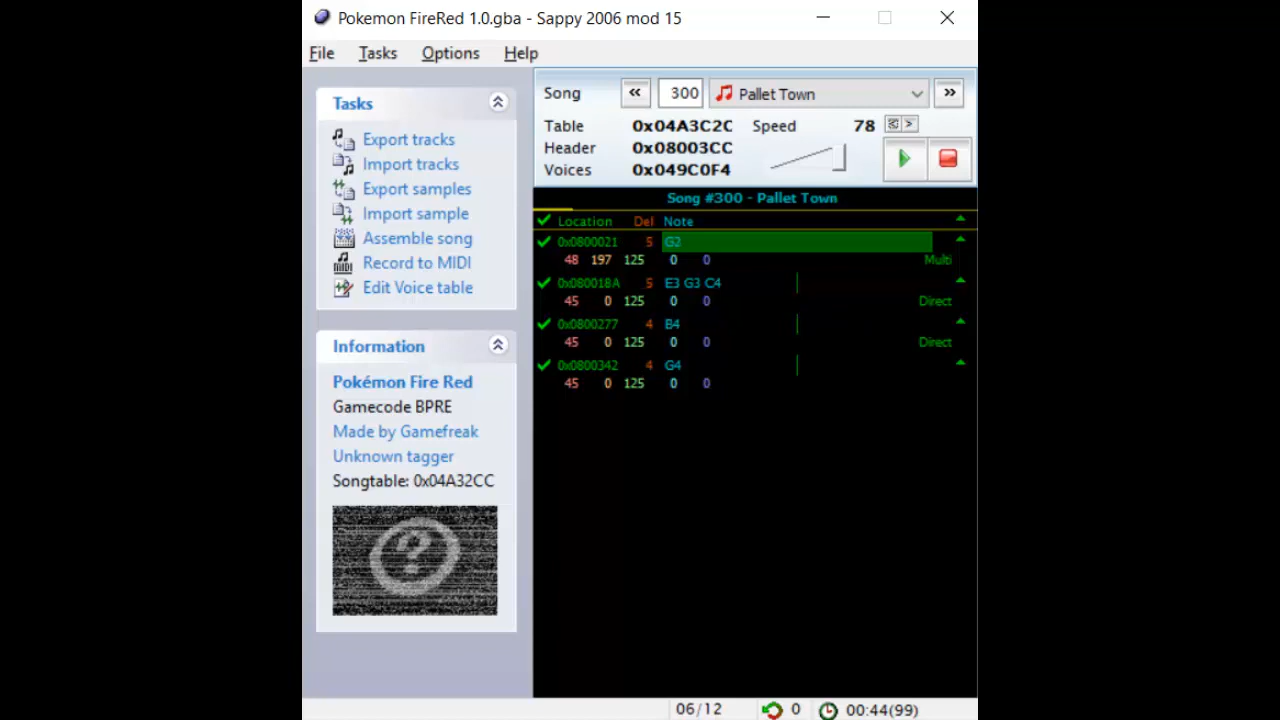 Pokemon FireRed 1.0.gba - Sappy 2006 mod 15
File Tasks Options Help
Tasks
Export tracks
Import tracks
Export samples
Import sample
Assemble song
Record to MIDI
Edit Voice table
Information
Pokémon Fire Red
Gamecode BPRE
Made by Gamefreak
Unknown tagger
Songtable: 0x04A32CC
Song << 300 Pallet Town >>
Table 0x04A3C2C Speed 78
Header 0x08003CC
Voices 0x049C0F4
Song #300 - Pallet Town
Location Del Note
0x0800021 5 G2
48 197 125 0 0 Multi
0x080018A 5 E3 G3 C4
45 0 125 0 0 Direct
0x0800277 4 B4
45 0 125 0 0 Direct
0x0800342 4 G4
45 0 125 0 0
06/12 0 00:44(99)